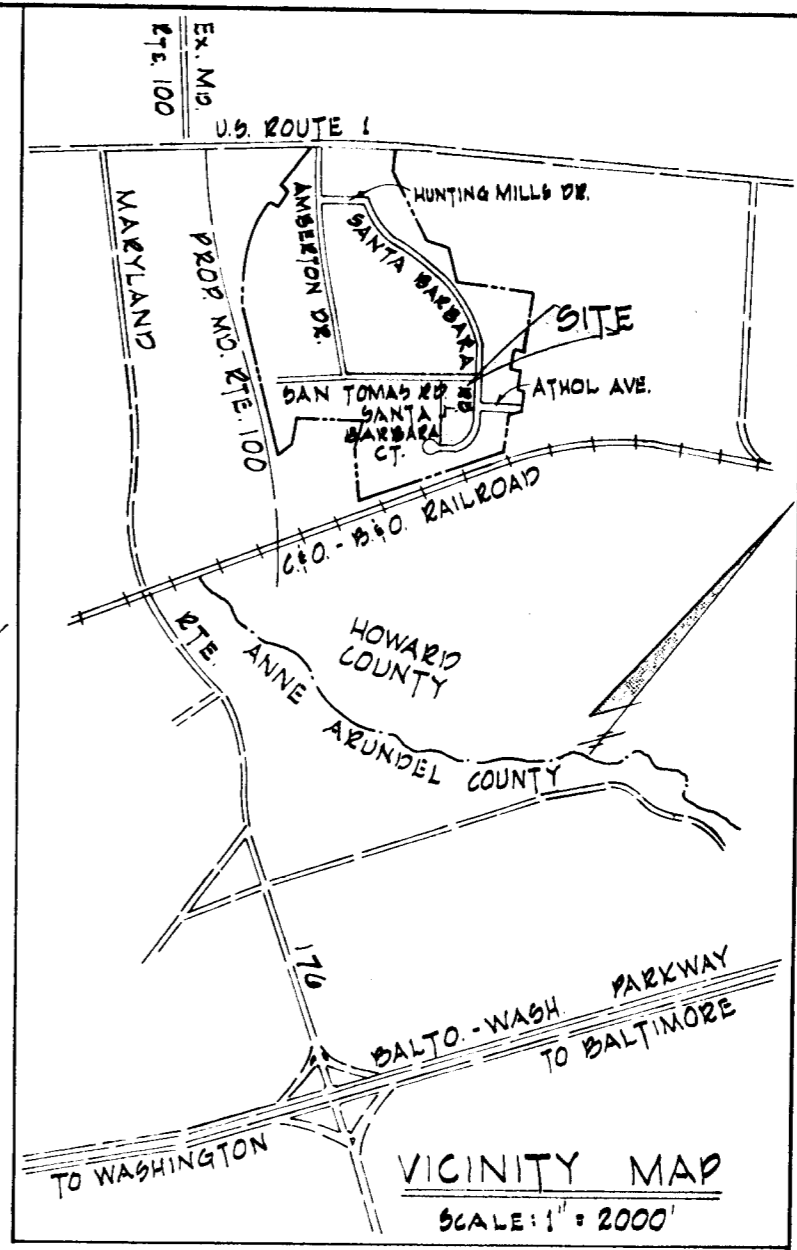 EX. MD.
RTE. 100
U.S. ROUTE 1
HUNTING MILLS DR.
MARYLAND
PROP. MD. RTE. 100
AMBERTON DR.
SANTA BARBARA
RD
SITE
SAN TOMAS RD.
ATHOL AVE.
SANTA
BARBARA
CT.
C.&O. - B.&O. RAILROAD
RTE.
HOWARD
COUNTY
ANNE ARUNDEL COUNTY
176
BALTO. - WASH. PARKWAY
TO BALTIMORE
TO WASHINGTON
VICINITY MAP
SCALE: 1" = 2000'